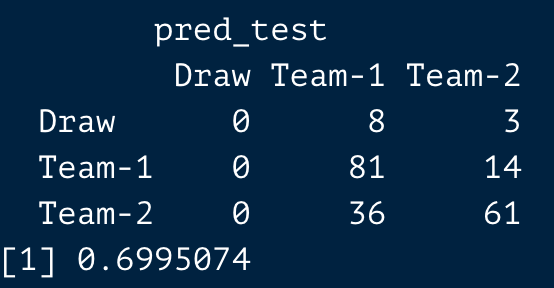 pred_test
Draw Team-1 Team-2
Draw 0 8 3
Team-1 0 81 14
Team-2 0 36 61
[1] 0.6995074